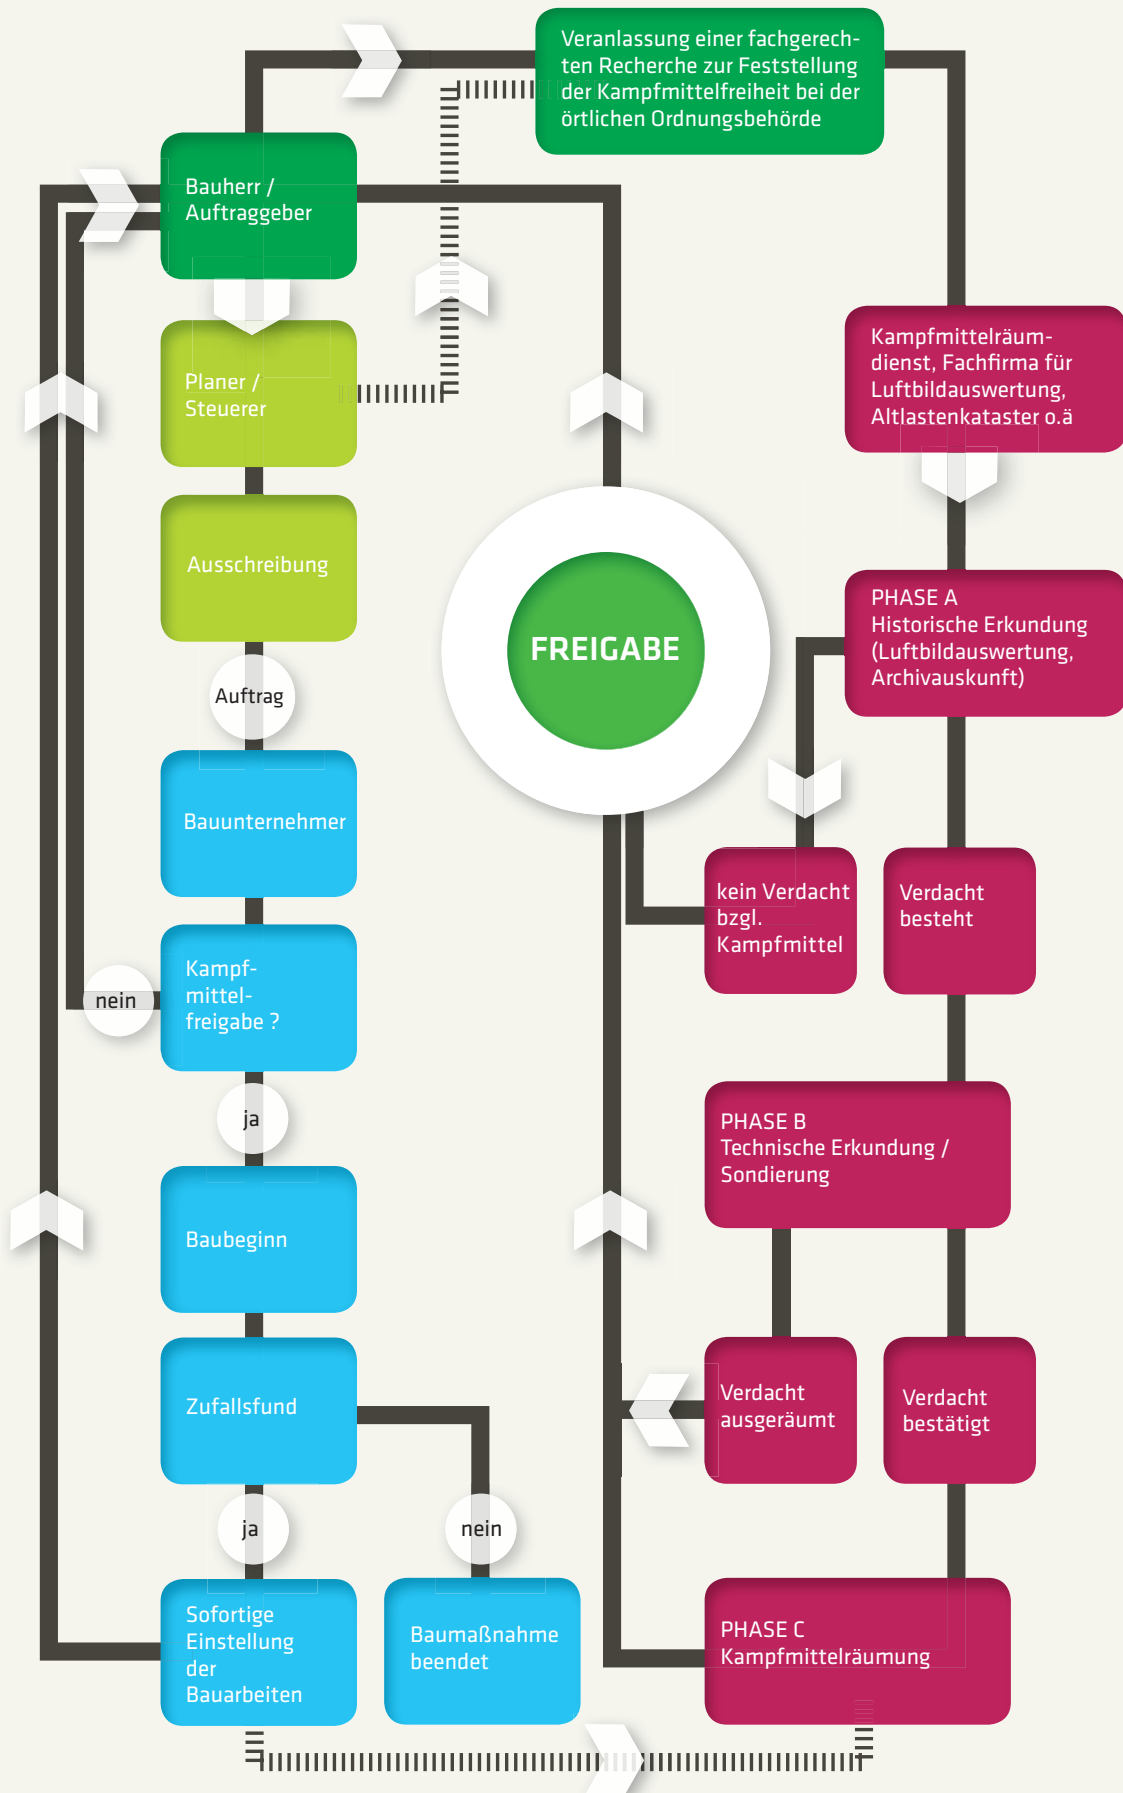 Veranlassung einer fachgerech-
ten Recherche zur Feststellung
der Kampfmittelfreiheit bei der
örtlichen Ordnungsbehörde
Bauherr /
Auftraggeber
Planer /
Steuerer
Ausschreibung
Auftrag
Bauunternehmer
Kampf-
mittel-
freigabe ?
nein
ja
Baubeginn
Zufallsfund
ja
nein
Sofortige
Einstellung
der
Bauarbeiten
Baumaßnahme
beendet
FREIGABE
Kampfmittelräum-
dienst, Fachfirma für
Luftbildauswertung,
Altlastenkataster o.ä
PHASE A
Historische Erkundung
(Luftbildauswertung,
Archivauskunft)
kein Verdacht
bzgl.
Kampfmittel
Verdacht
besteht
PHASE B
Technische Erkundung /
Sondierung
Verdacht
ausgeräumt
Verdacht
bestätigt
PHASE C
Kampfmittelräumung